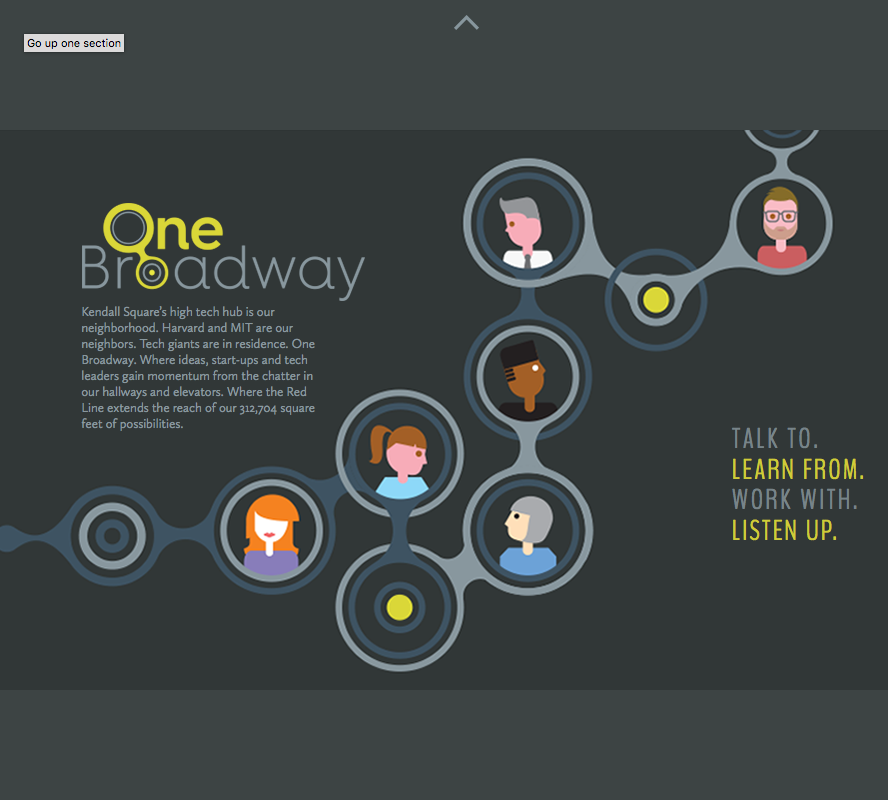 Go up one section
One
Broadway
Kendall Square's high tech hub is our
neighborhood. Harvard and MIT are our
neighbors. Tech giants are in residence. One
Broadway. Where ideas, start-ups and tech
leaders gain momentum from the chatter in
our hallways and elevators. Where the Red
Line extends the reach of our 312,704 square
feet of possibilities.
TALK TO.
LEARN FROM.
WORK WITH.
LISTEN UP.